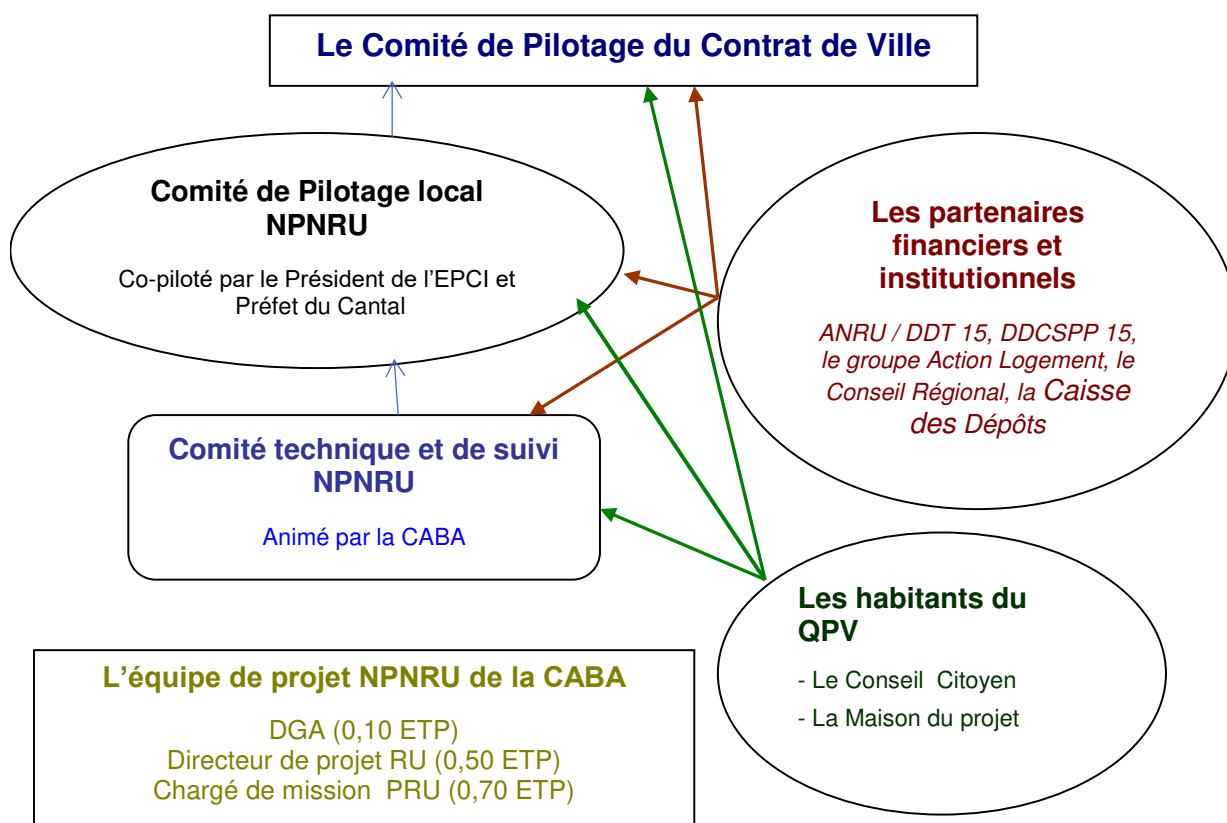 Le Comité de Pilotage du Contrat de Ville
Comité de Pilotage local
NPNRU
Co-piloté par le Président de l'EPCI et
Préfet du Cantal
Les partenaires
financiers et
institutionnels
ANRU / DDT 15, DDCSPP 15,
le groupe Action Logement, le
Conseil Régional, la Caisse
des Dépôts
Comité technique et de suivi
NPNRU
Animé par la CABA
Les habitants du
QPV
- Le Conseil Citoyen
- La Maison du projet
L'équipe de projet NPNRU de la CABA
DGA (0,10 ETP)
Directeur de projet RU (0,50 ETP)
Chargé de mission PRU (0,70 ETP)